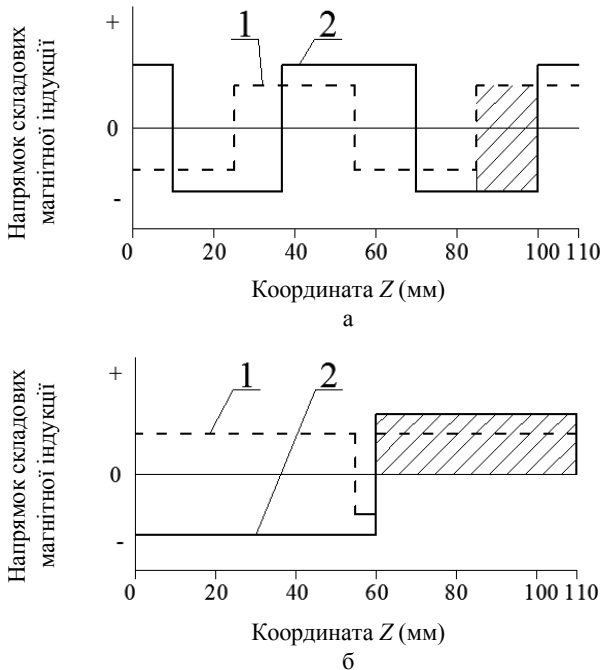 Напрямок складових
магнітної індукції
+
0
-
1
2
0 20 40 60 80 100 110
Координата Z (мм)
а
Напрямок складових
магнітної індукції
+
0
-
1
2
0 20 40 60 80 100 110
Координата Z (мм)
б